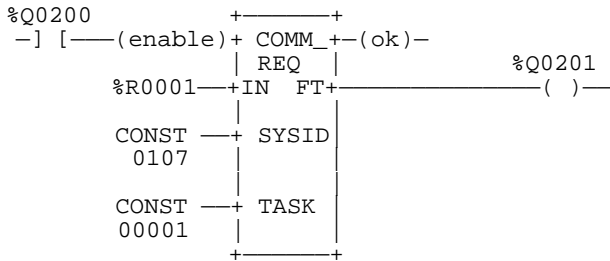 %Q0200
—] [——(enable)+ COMM_+—(ok)—
REQ %Q0201
%R0001——+IN FT+——————————————( )——
CONST ——+ SYSID
0107
CONST ——+ TASK
00001